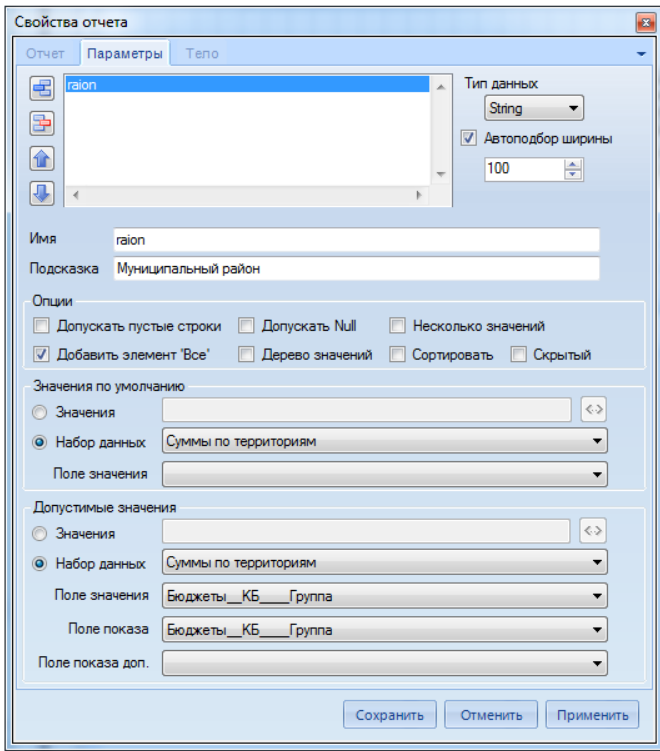 Свойства отчета
Отчет Параметры Тело
raion
Тип данных
String
Автоподбор ширины
100
Имя raion
Подсказка Муниципальный район
Опции
Допускать пустые строки Допускать Null Несколько значений
Добавить элемент 'Все' Дерево значений Сортировать Скрытый
Значения по умолчанию
Значения <·>
Набор данных Суммы по территориям
Поле значения
Допустимые значения
Значения <·>
Набор данных Суммы по территориям
Поле значения Бюджеты__КБ____Группа
Поле показа Бюджеты__КБ____Группа
Поле показа доп.
Сохранить Отменить Применить